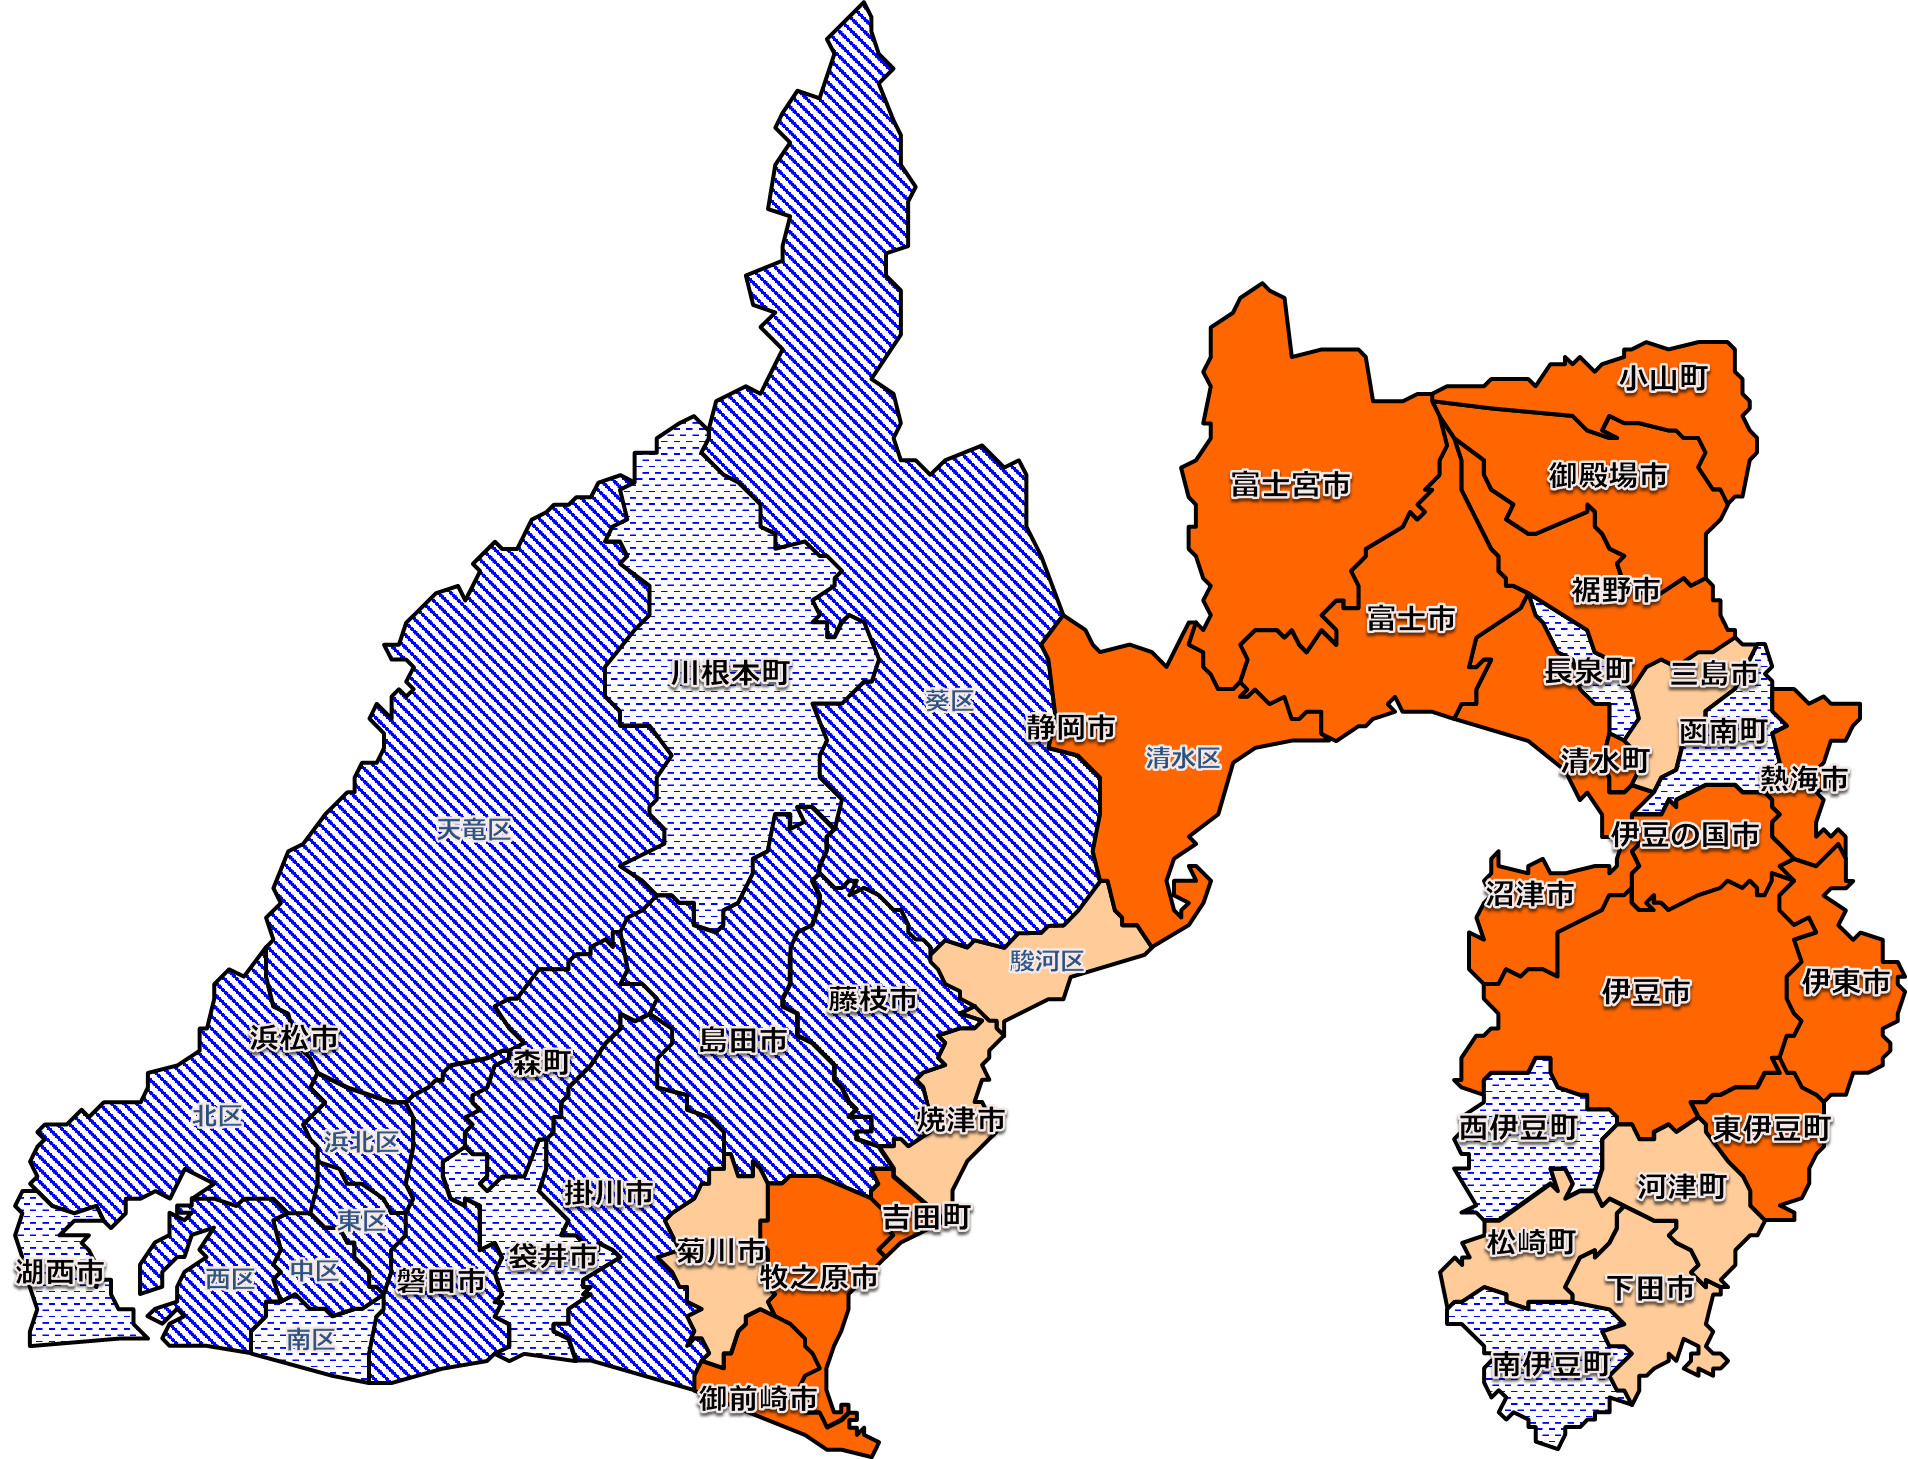 小山町
御殿場市
富士宮市
裾野市
富士市
長泉町
三島市
川根本町
葵区
静岡市
函南町
清水区
清水町
熱海市
天竜区
伊豆の国市
沼津市
駿河区
伊東市
伊豆市
藤枝市
浜松市
島田市
森町
北区
焼津市
西伊豆町
東伊豆町
浜北区
掛川市
河津町
東区
吉田町
松崎町
菊川市
袋井市
湖西市
中区
西区
磐田市
牧之原市
下田市
南区
南伊豆町
御前崎市